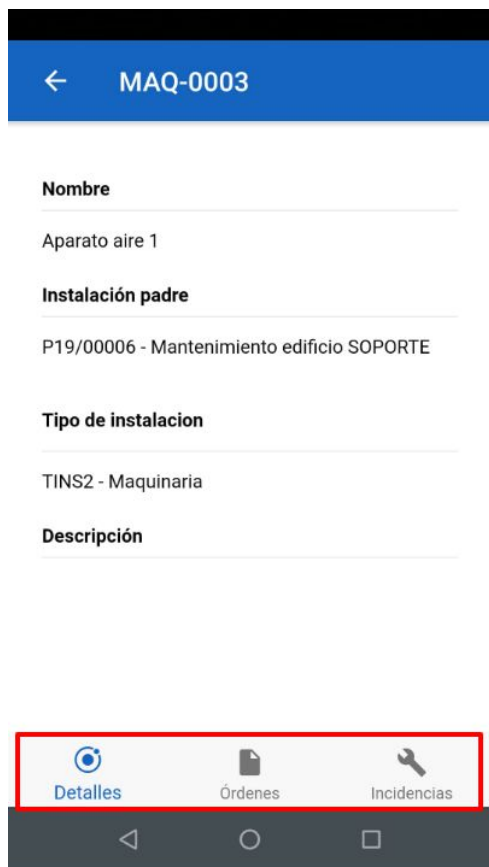 MAQ-0003
Nombre
Aparato aire 1
Instalación padre
P19/00006 - Mantenimiento edificio SOPORTE
Tipo de instalacion
TINS2 - Maquinaria
Descripción
Detalles Órdenes Incidencias